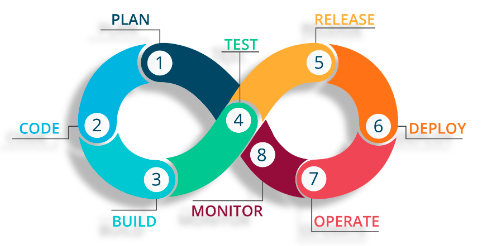 PLAN
1
CODE
2
BUILD
3
TEST
4
RELEASE
5
DEPLOY
6
OPERATE
7
MONITOR
8